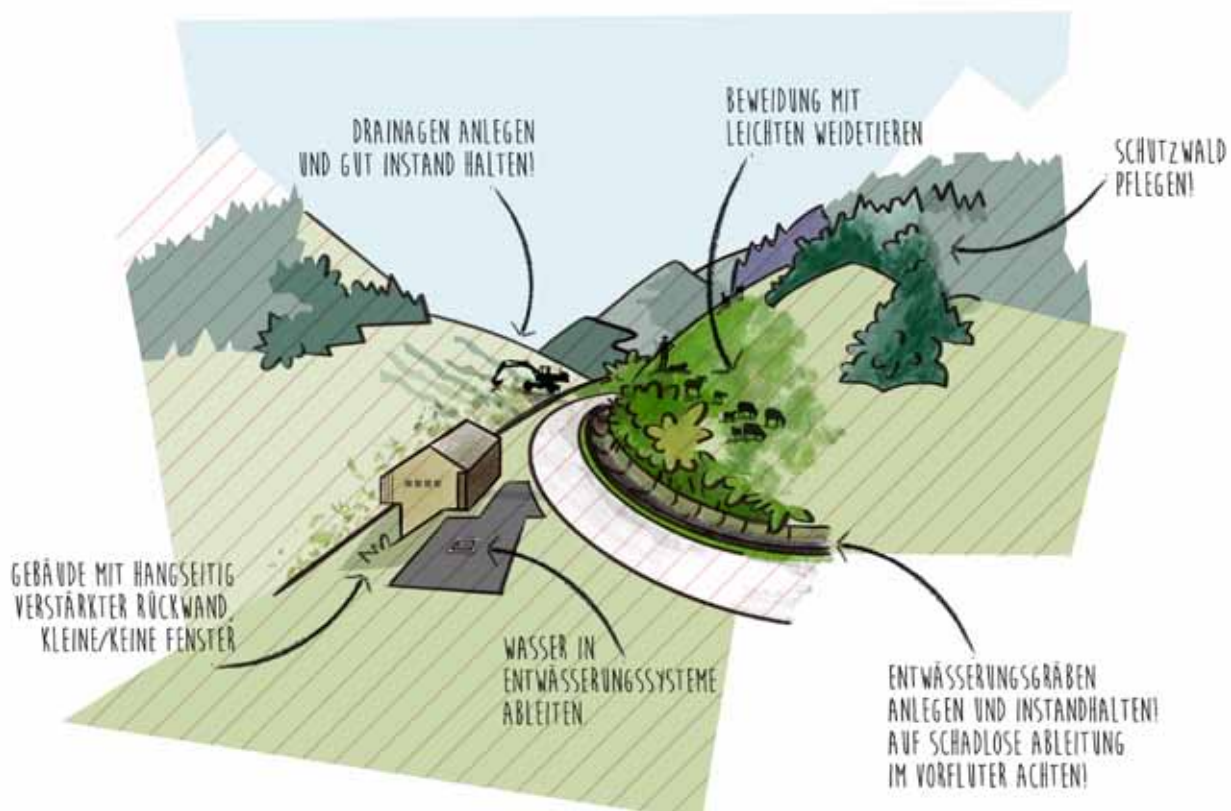 DRAINAGEN ANLEGEN
UND GUT INSTAND HALTEN!
BEWEIDUNG MIT
LEICHTEN WEIDETIEREN
SCHUTZWALD
PFLEGEN!
GEBÄUDE MIT HANGSEITIG
VERSTÄRKTER RÜCKWAND,
KLEINE/KEINE FENSTER
WASSER IN
ENTWÄSSERUNGSSYSTEME
ABLEITEN
ENTWÄSSERUNGSGRÄBEN
ANLEGEN UND INSTANDHALTEN!
AUF SCHADLOSE ABLEITUNG
IM VORFLUTER ACHTEN!